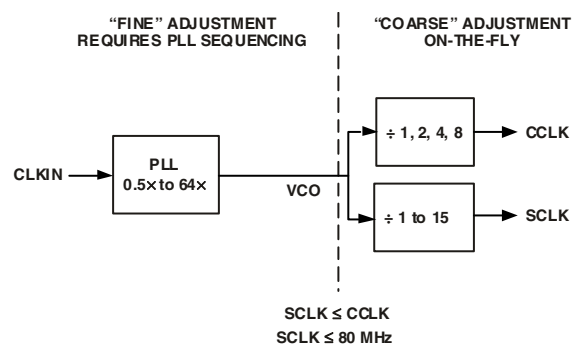 “FINE” ADJUSTMENT
REQUIRES PLL SEQUENCING
“COARSE” ADJUSTMENT
ON-THE-FLY
CLKIN
PLL
0.5× to 64×
VCO
÷ 1, 2, 4, 8
CCLK
÷ 1 to 15
SCLK
SCLK ≤ CCLK
SCLK ≤ 80 MHz